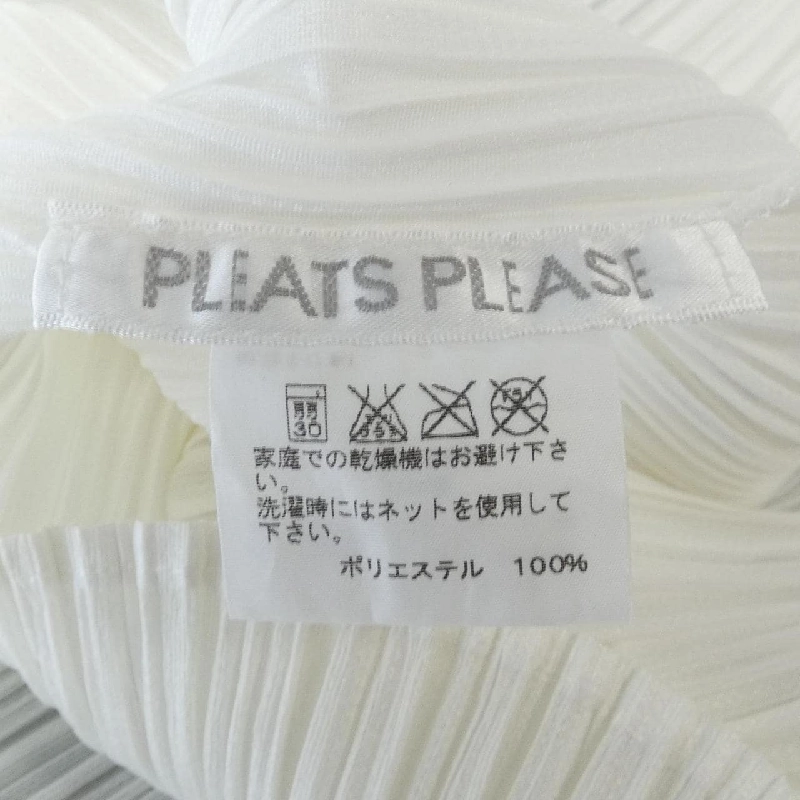 PLEATS PLEASE
弱
30
家庭での乾燥機はお避け下さ
い。
洗濯時にはネットを使用して
下さい。
ポリエステル 100%